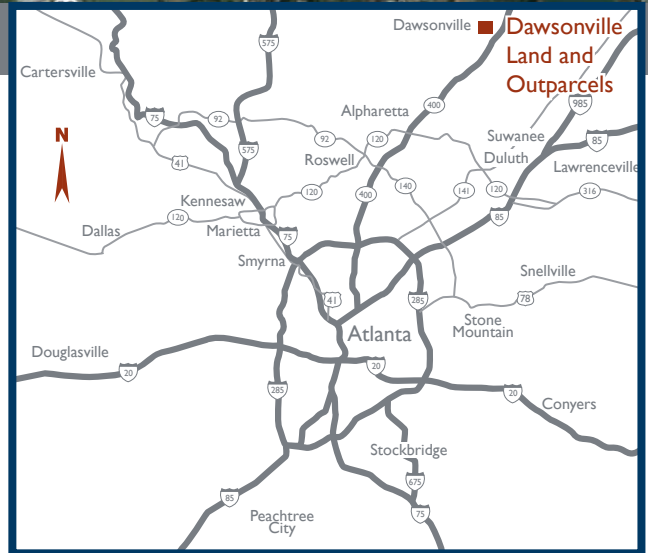 Dawsonville
Dawsonville
Land and
Outparcels
575
Cartersville
985
400
Alpharetta
75
92
92
120
Suwanee
85
575
Roswell
Duluth
Lawrenceville
41
N
120
400
140
141
120
316
Kennesaw
120
85
Dallas
Marietta
75
Smyrna
Snellville
41
285
78
Stone
Mountain
Atlanta
Douglasville
20
20
285
20
Conyers
Stockbridge
675
85
75
Peachtree
City